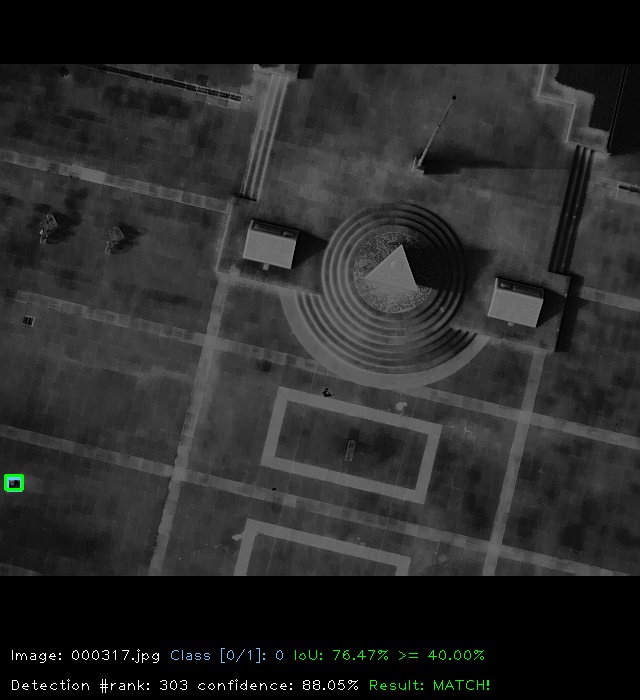 Image: 000317.jpg Class [0/1]: 0 IoU: 76.47% >= 40.00%
Detection #rank: 303 confidence: 88.05% Result: MATCH!